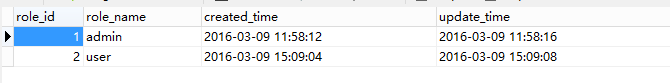 role_id role_name created_time update_time
1 admin 2016-03-09 11:58:12 2016-03-09 11:58:16
2 user 2016-03-09 15:09:04 2016-03-09 15:09:08